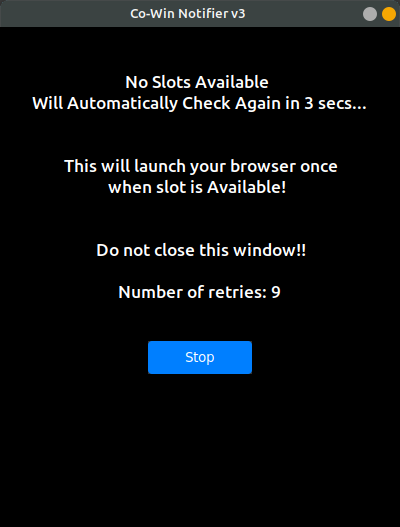 Co-Win Notifier v3
No Slots Available
Will Automatically Check Again in 3 secs...
This will launch your browser once
when slot is Available!
Do not close this window!!
Number of retries: 9
Stop